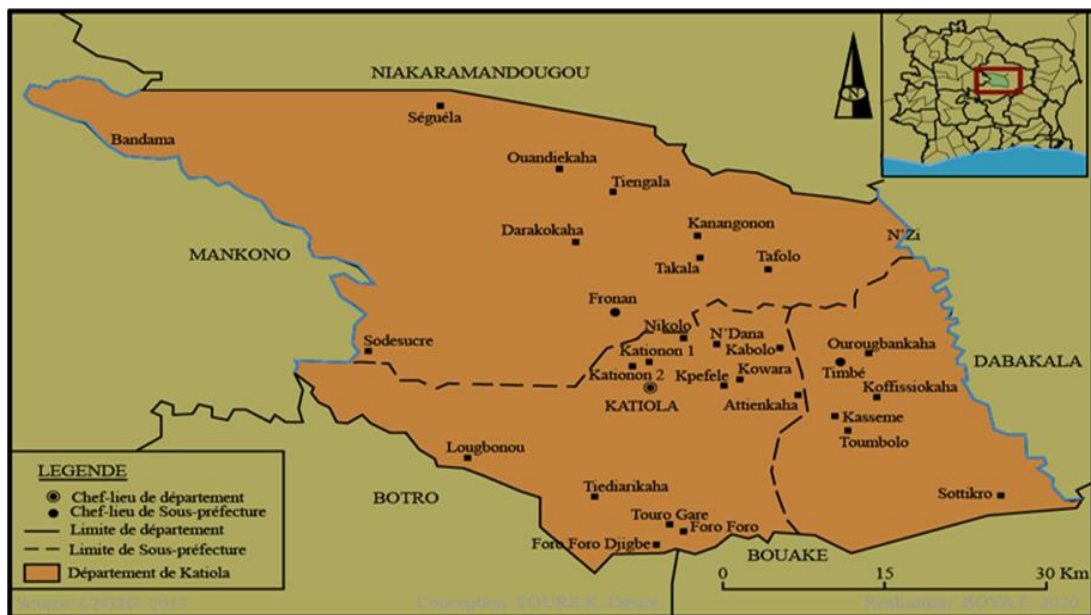 NIAKARAMANDOUGOU
N
Séguéla
Bandama
Ouandiekaha
Tiengala
Darakokaha
Kanangonon
N'Zi
MANKONO
Takala
Tafolo
Fronan
Nikolo
N'Dana
Sodesucre
Kationon 1
Kabolo
Ourougbankaha
DABAKALA
Timbé
Kationon 2
Kpefele
Kowara
KATIOLA
Attienkaha
Koffissiokaha
Kasseme
Toumbolo
Lougbonou
LEGENDE
Chef-lieu de département
Chef-lieu de Sous-préfecture
Limite de département
Limite de Sous-préfecture
Département de Katiola
BOTRO
Tiediarikaha
Sottikro
Touro Gare
Foro Foro
Foro Foro Djigbe
BOUAKE
0 15 30 Km
Conception: TOURE K. Désiré